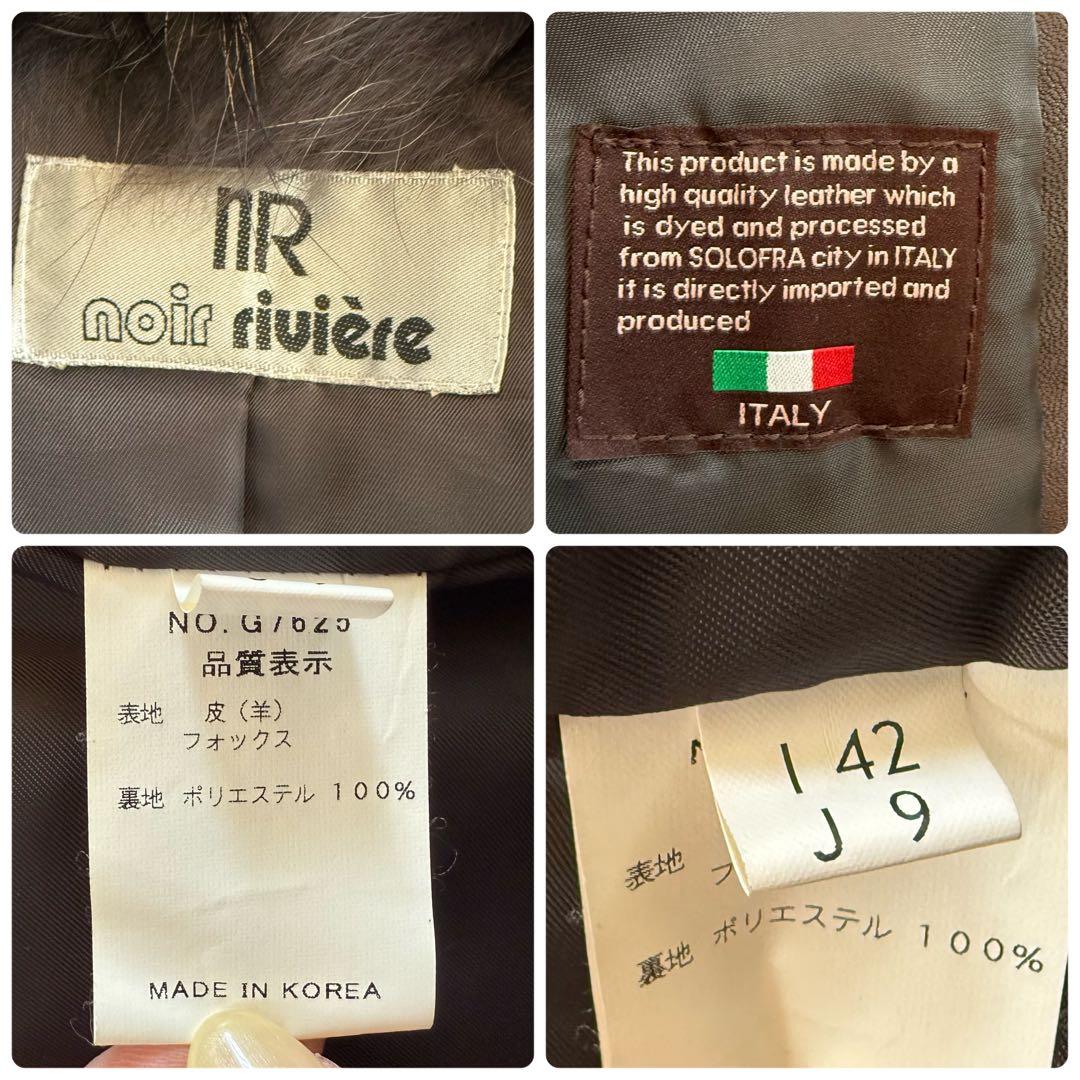 NR
noir rivière
This product is made by a
high quality leather which
is dyed and processed
from SOLOFRA city in ITALY
it is directly imported and
produced
ITALY
NO. G7625
品質表示
表地 皮（羊）
フォックス
裏地 ポリエステル 100%
MADE IN KOREA
I 42
J 9
表地 フ
裏地 ポリエステル 100%